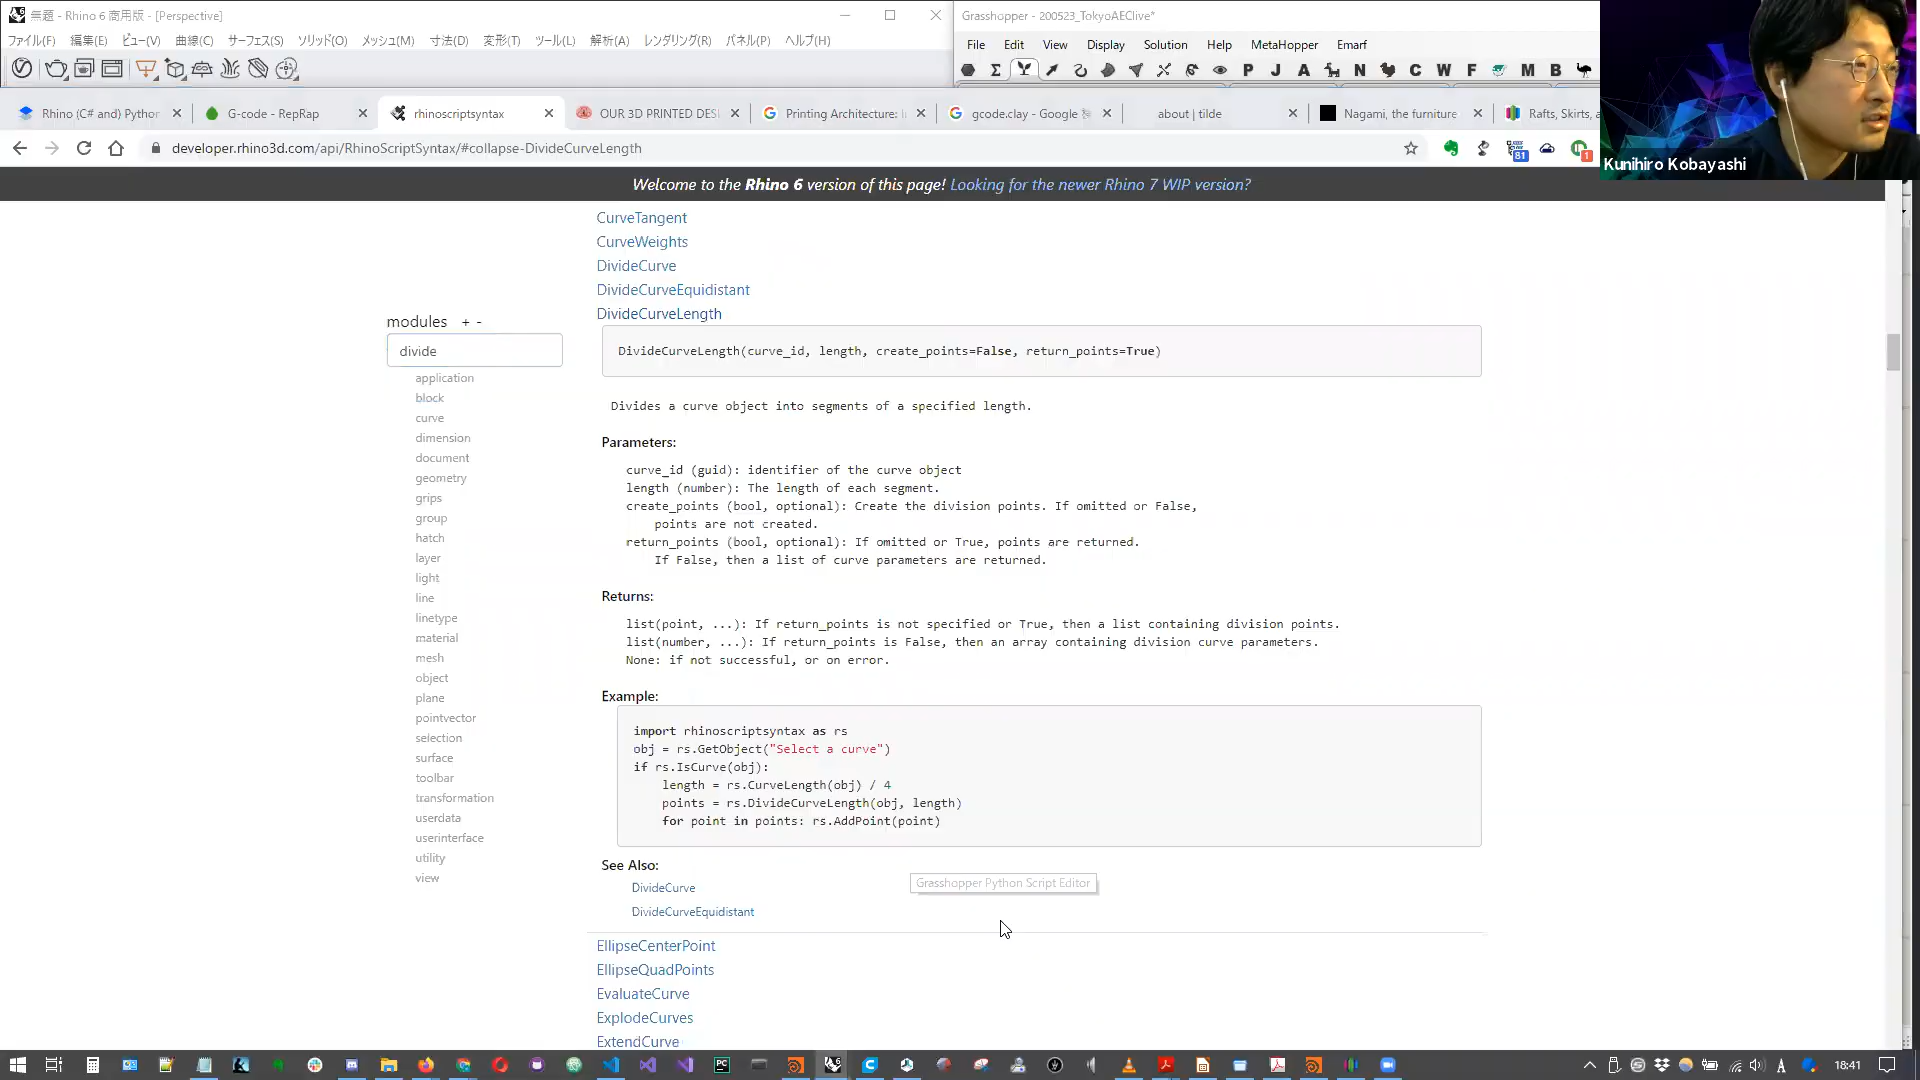 無題 - Rhino 6 商用版 - [Perspective]
ファイル(F) 編集(E) ビュー(V) 曲線(C) サーフェス(S) ソリッド(O) メッシュ(M) 寸法(D) 変形(T) ツール(L) 解析(A) レンダリング(R) パネル(P) ヘルプ(H)
Grasshopper - 200523_TokyoAEClive*
File Edit View Display Solution Help MetaHopper Emarf
P J A N C W F M B
Kunihiro Kobayashi
Rhino (C# and) Python
G-code - RepRap
rhinoscriptsyntax
OUR 3D PRINTED DES
Printing Architecture: I
gcode.clay - Google
about | tilde
Nagami, the furniture
Rafts, Skirts, a
developer.rhino3d.com/api/RhinoScriptSyntax/#collapse-DivideCurveLength
81
1
Welcome to the Rhino 6 version of this page! Looking for the newer Rhino 7 WIP version?
modules + -
divide
application
block
curve
dimension
document
geometry
grips
group
hatch
layer
light
line
linetype
material
mesh
object
plane
pointvector
selection
surface
toolbar
transformation
userdata
userinterface
utility
view
CurveTangent
CurveWeights
DivideCurve
DivideCurveEquidistant
DivideCurveLength
DivideCurveLength(curve_id, length, create_points=False, return_points=True)
Divides a curve object into segments of a specified length.
Parameters:
curve_id (guid): identifier of the curve object
length (number): The length of each segment.
create_points (bool, optional): Create the division points. If omitted or False,
points are not created.
return_points (bool, optional): If omitted or True, points are returned.
If False, then a list of curve parameters are returned.
Returns:
list(point, ...): If return_points is not specified or True, then a list containing division points.
list(number, ...): If return_points is False, then an array containing division curve parameters.
None: if not successful, or on error.
Example:
import rhinoscriptsyntax as rs
obj = rs.GetObject("Select a curve")
if rs.IsCurve(obj):
length = rs.CurveLength(obj) / 4
points = rs.DivideCurveLength(obj, length)
for point in points: rs.AddPoint(point)
See Also:
DivideCurve
DivideCurveEquidistant
Grasshopper Python Script Editor
EllipseCenterPoint
EllipseQuadPoints
EvaluateCurve
ExplodeCurves
ExtendCurve
A
18:41